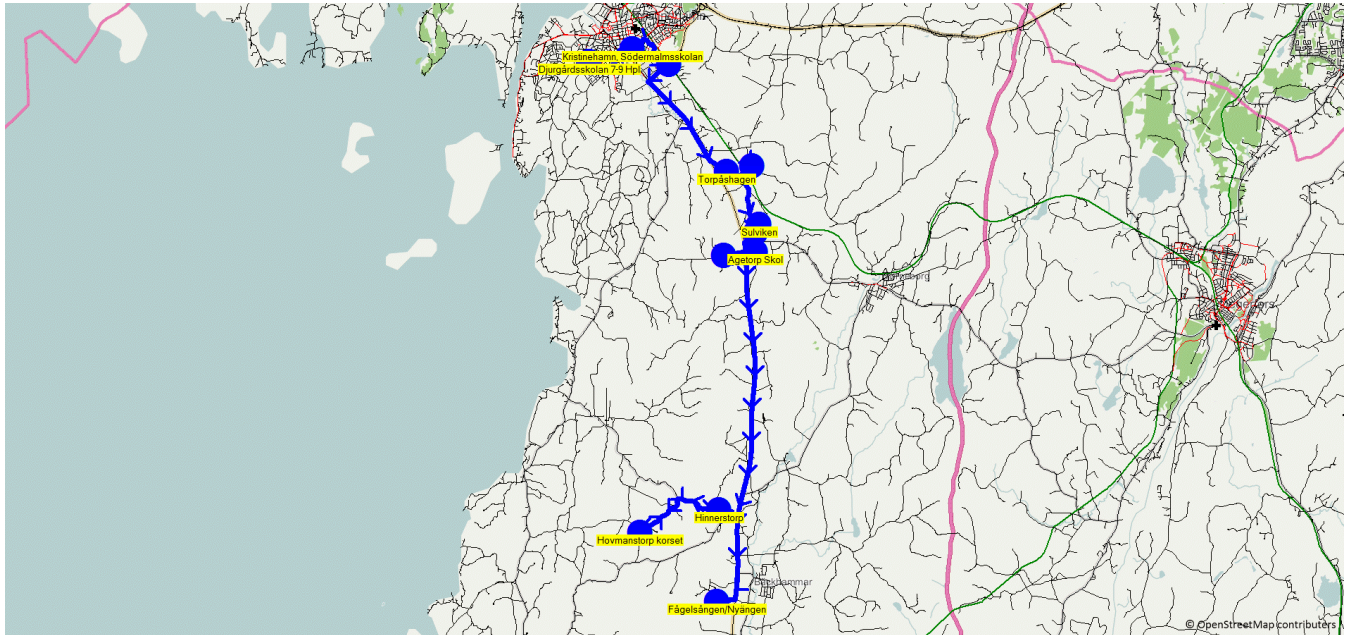 Kristinehamn, Södermalmsskolan
Djurgårdsskolan 7-9 Hpl
Torpåshagen
Sulviken
Agetorp Skol
Hinnerstorp
Hovmanstorp korset
Bäckhammar
Fågelsången/Nyängen
© OpenStreetMap contributors